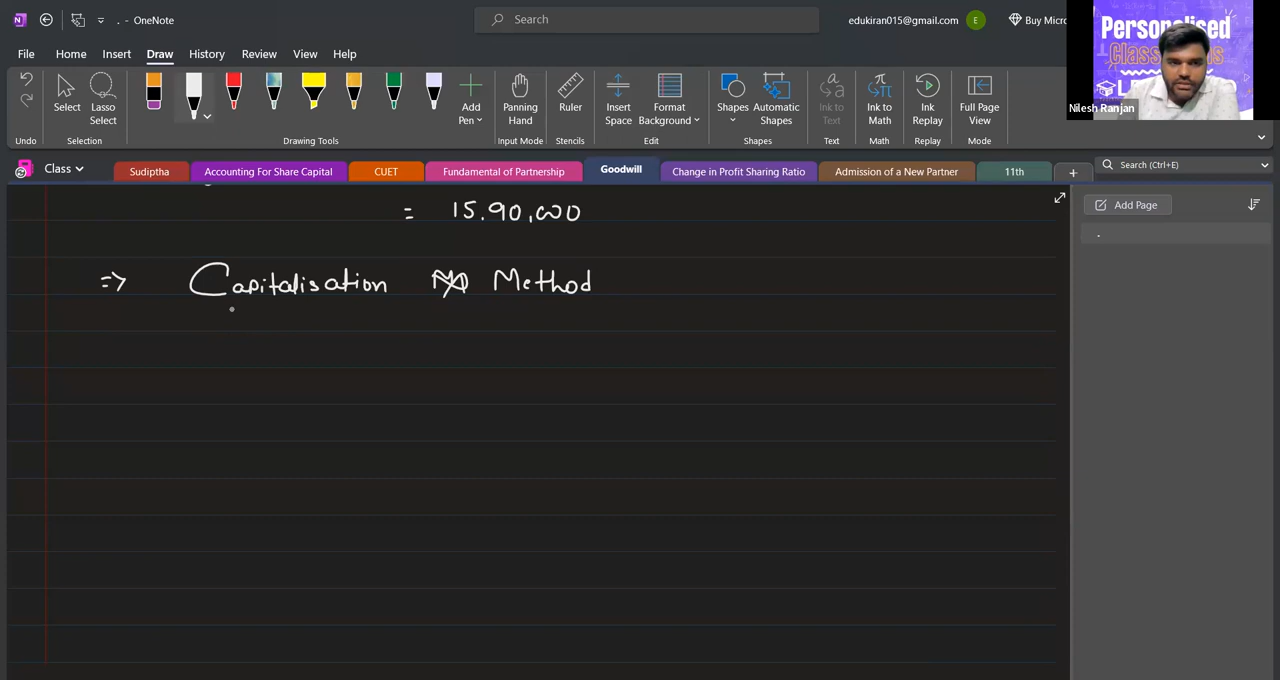 . - OneNote
Search
edukiran015@gmail.com
E
Buy Micro
File Home Insert Draw History Review View Help
Personalised
Nilesh Ranjan
Select
Lasso Select
Add Pen
Panning Hand
Ruler
Insert Space
Format Background
Shapes
Automatic Shapes
Ink to Text
Ink to Math
Ink Replay
Full Page View
Undo
Selection
Drawing Tools
Input Mode
Stencils
Edit
Shapes
Text
Math
Replay
Mode
Class
Sudiptha
Accounting For Share Capital
CUET
Fundamental of Partnership
Goodwill
Change in Profit Sharing Ratio
Admission of a New Partner
11th
+
Search (Ctrl+E)
Add Page
.
= 15.90,000
=> Capitalisation Method